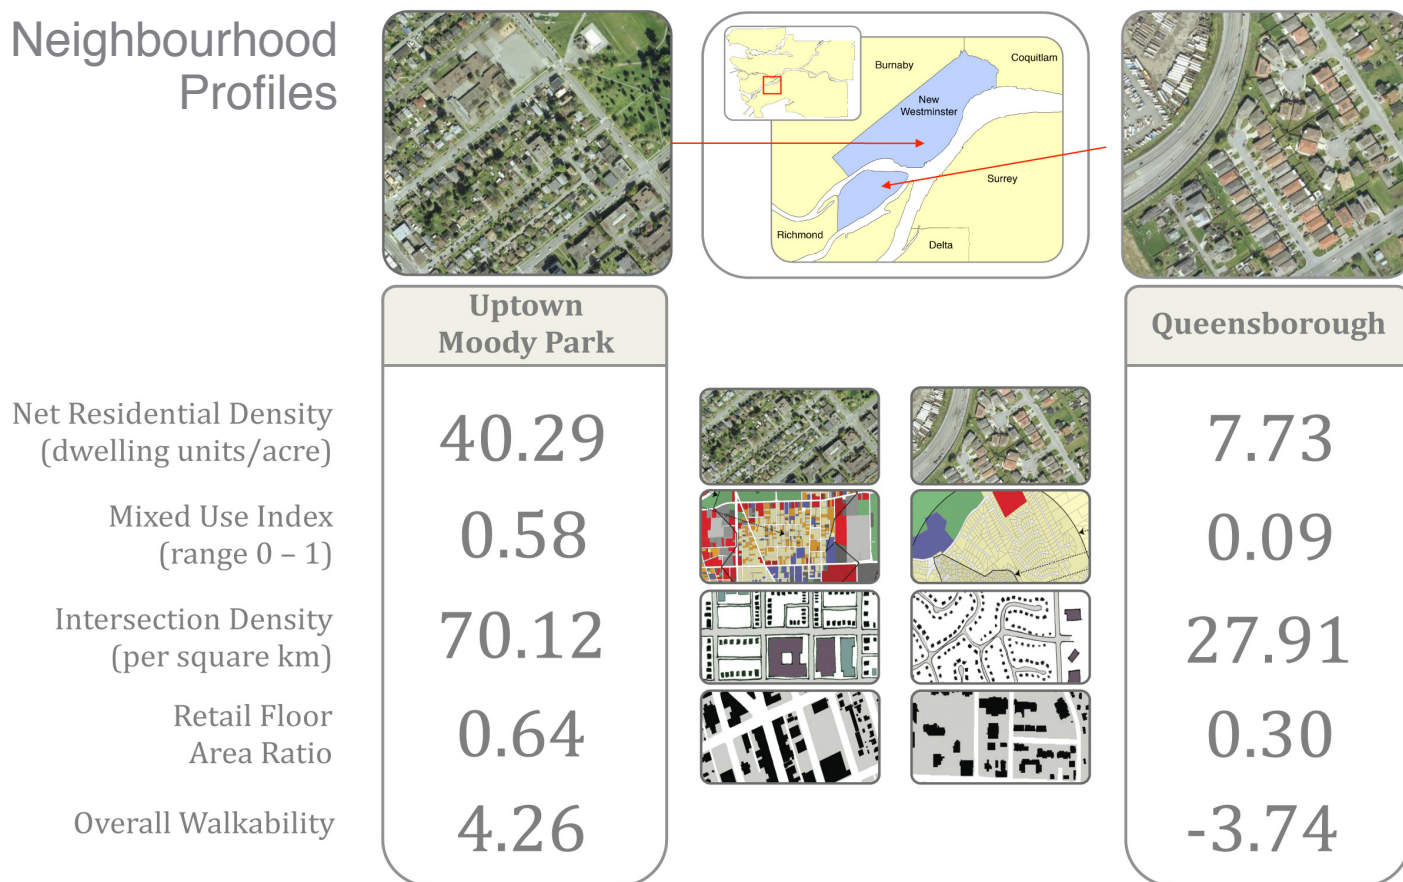 Neighbourhood
Profiles
Burnaby
Coquitlam
New
Westminster
Surrey
Richmond
Delta
Uptown
Moody Park
Queensborough
Net Residential Density
(dwelling units/acre)
40.29
7.73
Mixed Use Index
(range 0 – 1)
0.58
0.09
Intersection Density
(per square km)
70.12
27.91
Retail Floor
Area Ratio
0.64
0.30
Overall Walkability
4.26
-3.74